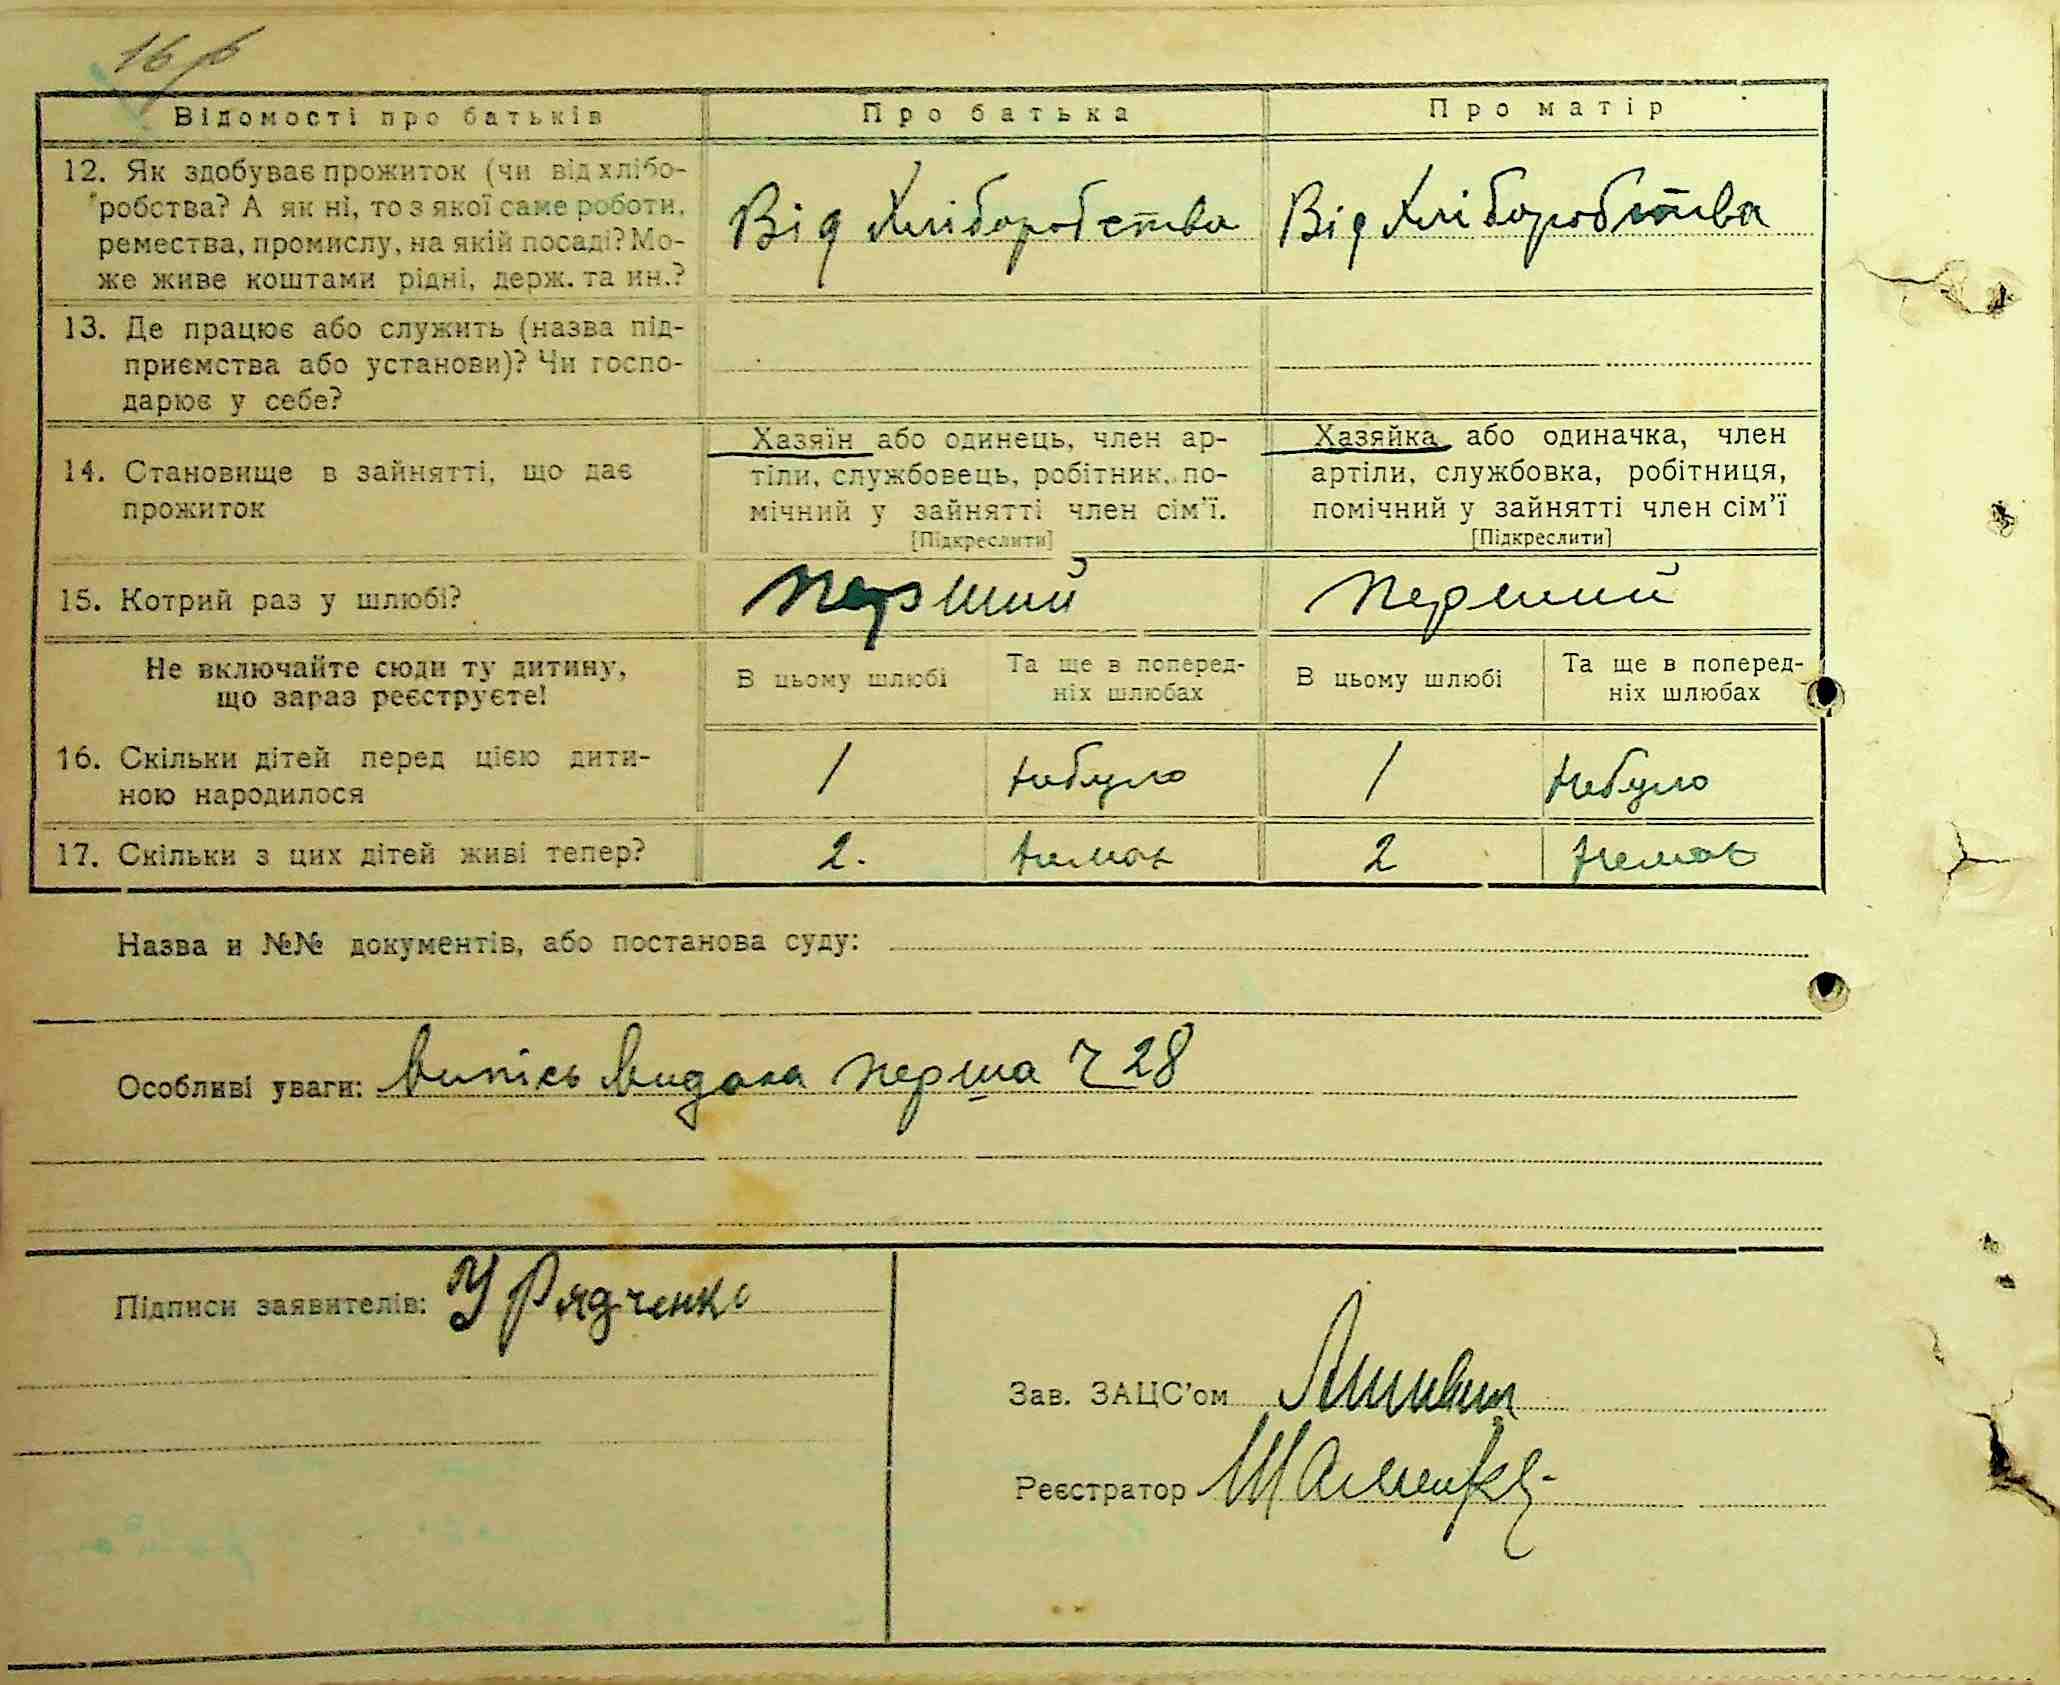 Відомості про батьків
Про батька
Про матір
12. Як здобуває прожиток (чи від хлібо-
робства? А як ні, то з якої саме роботи,
ремества, промислу, на якій посаді? Мо-
же живе коштами рідні, держ. та ин.?
Від Хліборобства
Від Хліборобства
13. Де працює або служить (назва під-
приємства або установи)? Чи госпо-
дарює у себе?
14. Становище в зайнятті, що дає
прожиток
Хазяїн або одинець, член ар-
тіли, службовець, робітник, по-
мічний у зайнятті член сім'ї.
[Підкреслити]
Хазяйка або одиначка, член
артіли, службовка, робітниця,
помічний у зайнятті член сім'ї
[Підкреслити]
15. Котрий раз у шлюбі?
перший
перший
Не включайте сюди ту дитину,
що зараз реєструєте!
В цьому шлюбі
Та ще в поперед-
ніх шлюбах
В цьому шлюбі
Та ще в поперед-
ніх шлюбах
16. Скільки дітей перед цією дити-
ною народилося
1
небуло
1
небуло
17. Скільки з цих дітей живі тепер?
2.
немає
2
немає
Назва и №№ документів, або постанова суду:
Особливі уваги: Випісь видана перша Ч 28
Підписи заявителів: У Рядченко
Зав. ЗАЦС'ом
Реєстратор